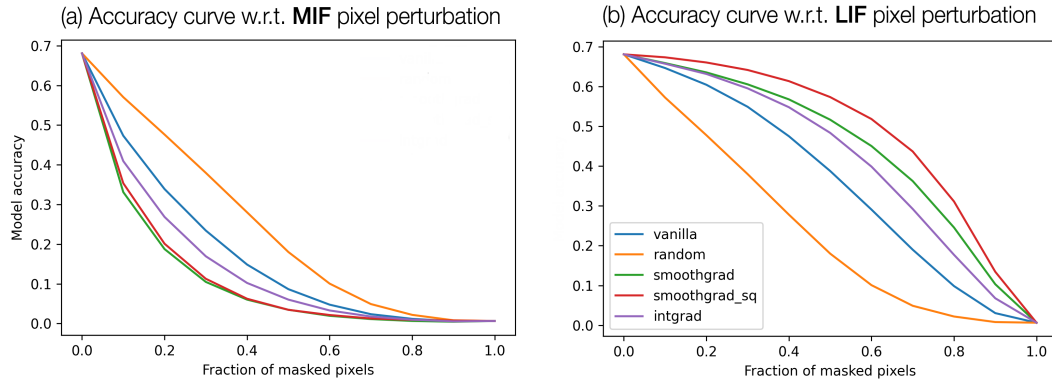 (a) Accuracy curve w.r.t. MIF pixel perturbation
0.7
0.6
0.5
0.4
0.3
0.2
0.1
0.0
Model accuracy
0.0 0.2 0.4 0.6 0.8 1.0
Fraction of masked pixels
(b) Accuracy curve w.r.t. LIF pixel perturbation
0.7
0.6
0.5
0.4
0.3
0.2
0.1
0.0
vanilla
random
smoothgrad
smoothgrad_sq
intgrad
0.0 0.2 0.4 0.6 0.8 1.0
Fraction of masked pixels